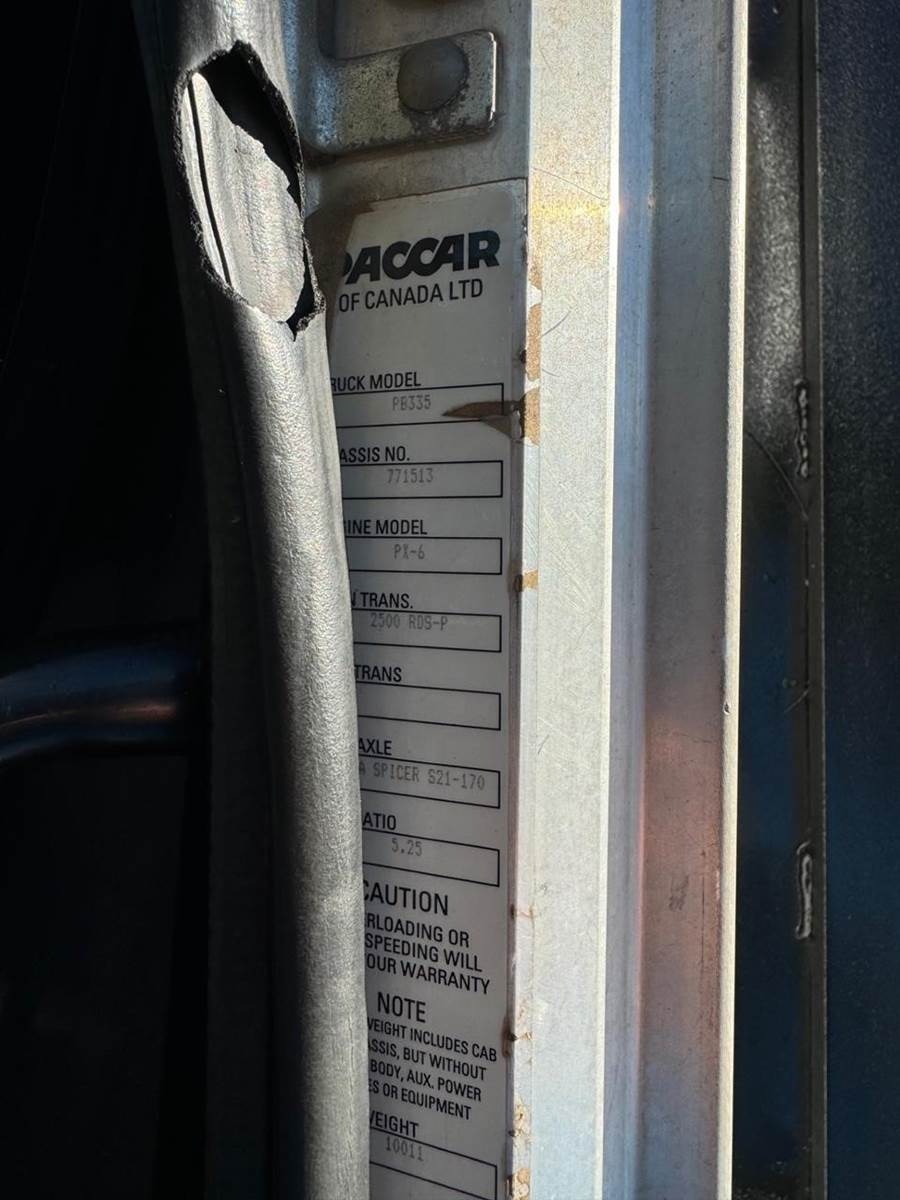 PACCAR
OF CANADA LTD
RUCK MODEL
PB335
ASSIS NO.
771513
INE MODEL
PX-6
N TRANS.
2500 RDS-P
TRANS
AXLE
A SPICER S21-170
ATIO
5.25
CAUTION
RLOADING OR
SPEEDING WILL
OUR WARRANTY
NOTE
WEIGHT INCLUDES CAB
ASSIS, BUT WITHOUT
BODY, AUX. POWER
ES OR EQUIPMENT
WEIGHT
10011